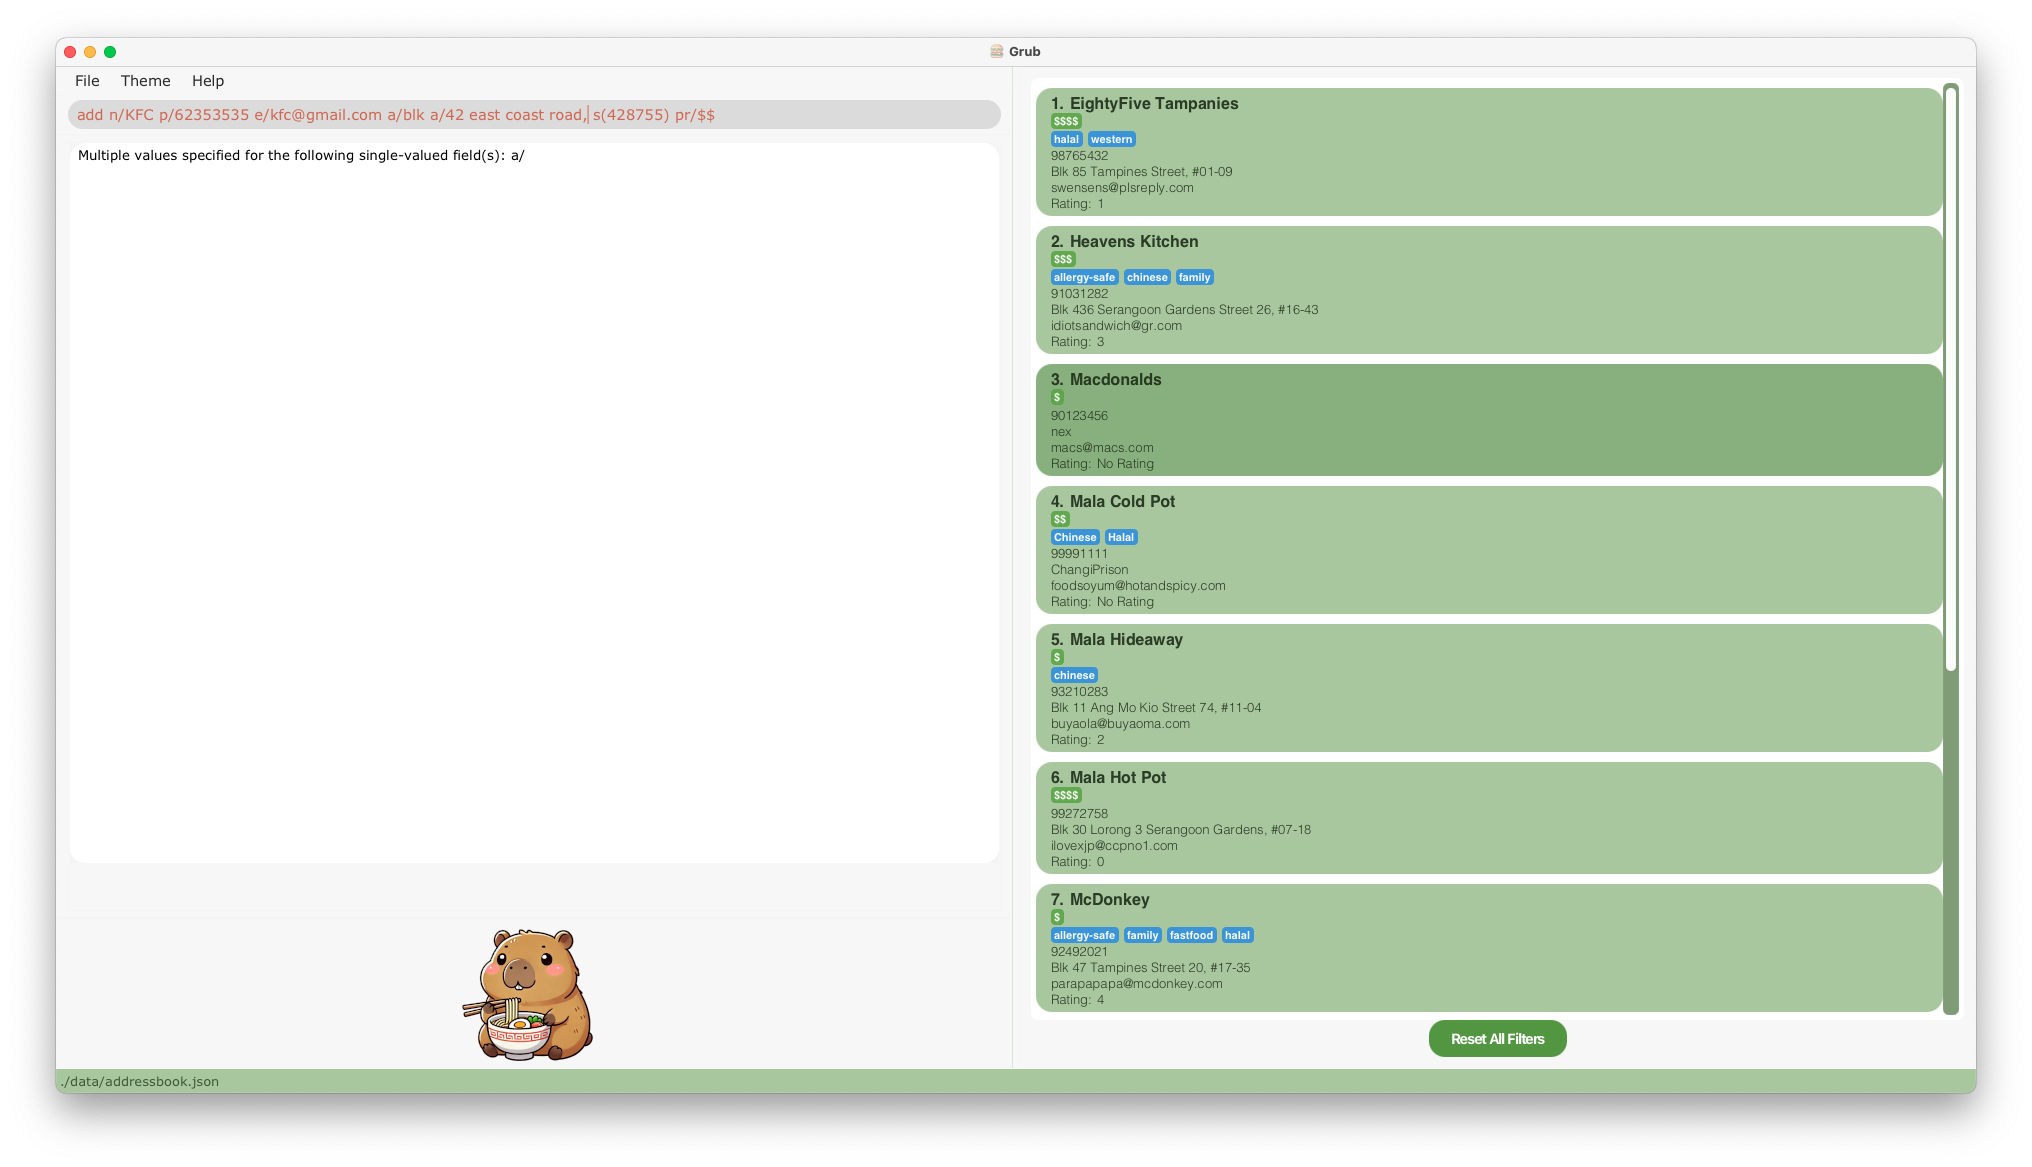 Grub
File Theme Help
add n/KFC p/62353535 e/kfc@gmail.com a/blk a/42 east coast road, s(428755) pr/$$
Multiple values specified for the following single-valued field(s): a/
1. EightyFive Tampanies
$$$$
halal western
98765432
Blk 85 Tampines Street, #01-09
swensens@plsreply.com
Rating: 1
2. Heavens Kitchen
$$$
allergy-safe chinese family
91031282
Blk 436 Serangoon Gardens Street 26, #16-43
idiotsandwich@gr.com
Rating: 3
3. Macdonalds
$
90123456
nex
macs@macs.com
Rating: No Rating
4. Mala Cold Pot
$$
Chinese Halal
99991111
ChangiPrison
foodsoyum@hotandspicy.com
Rating: No Rating
5. Mala Hideaway
$
chinese
93210283
Blk 11 Ang Mo Kio Street 74, #11-04
buyaola@buyaoma.com
Rating: 2
6. Mala Hot Pot
$$$$
99272758
Blk 30 Lorong 3 Serangoon Gardens, #07-18
ilovexjp@ccpno1.com
Rating: 0
7. McDonkey
$
allergy-safe family fastfood halal
92492021
Blk 47 Tampines Street 20, #17-35
parapapapa@mcdonkey.com
Rating: 4
Reset All Filters
./data/addressbook.json